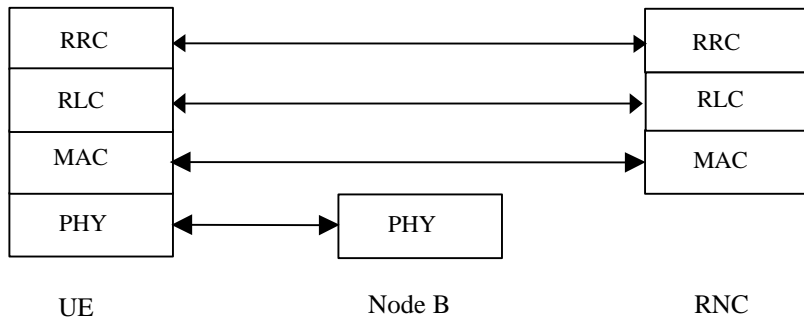 RRC RRC
RLC RLC
MAC MAC
PHY PHY
UE Node B RNC